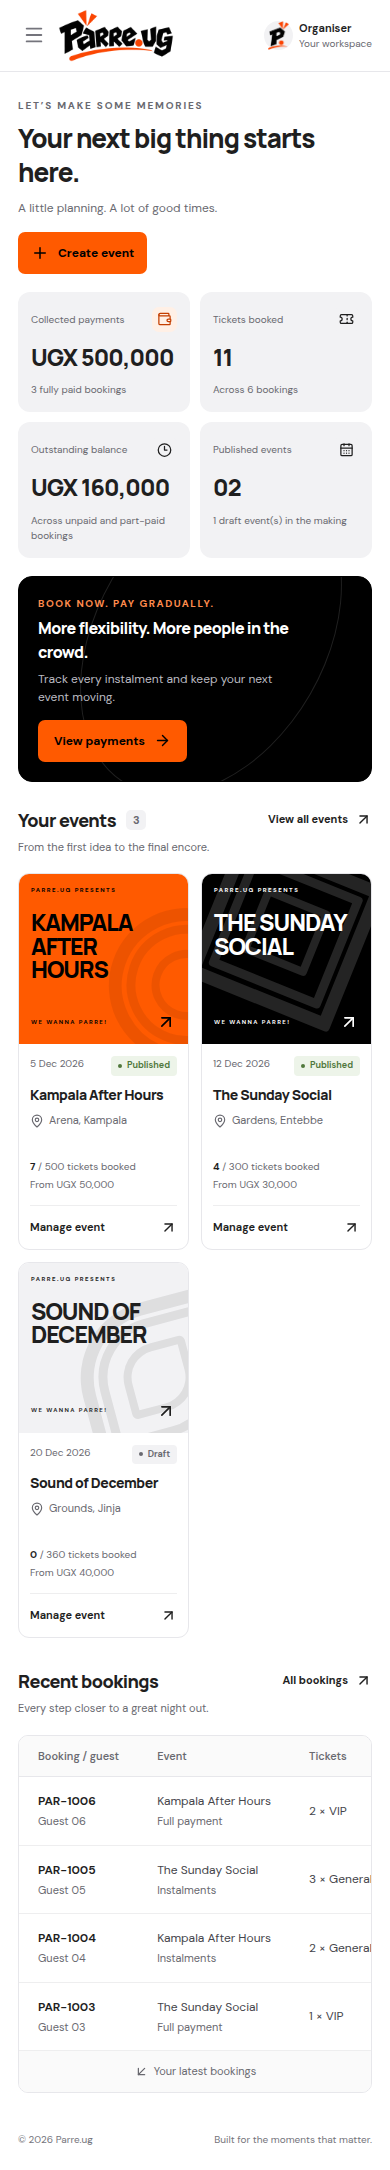 Parre.ug
Organiser
Your workspace
LET'S MAKE SOME MEMORIES
Your next big thing starts
here.
A little planning. A lot of good times.
Create event
Collected payments
UGX 500,000
3 fully paid bookings
Tickets booked
11
Across 6 bookings
Outstanding balance
UGX 160,000
Across unpaid and part-paid
bookings
Published events
02
1 draft event(s) in the making
BOOK NOW. PAY GRADUALLY.
More flexibility. More people in the
crowd.
Track every instalment and keep your next
event moving.
View payments
Your events 3
View all events
From the first idea to the final encore.
PARRE.UG PRESENTS
KAMPALA
AFTER
HOURS
WE WANNA PARRE!
5 Dec 2026
Published
Kampala After Hours
Arena, Kampala
7 / 500 tickets booked
From UGX 50,000
Manage event
PARRE.UG PRESENTS
THE SUNDAY
SOCIAL
WE WANNA PARRE!
12 Dec 2026
Published
The Sunday Social
Gardens, Entebbe
4 / 300 tickets booked
From UGX 30,000
Manage event
PARRE.UG PRESENTS
SOUND OF
DECEMBER
WE WANNA PARRE!
20 Dec 2026
Draft
Sound of December
Grounds, Jinja
0 / 360 tickets booked
From UGX 40,000
Manage event
Recent bookings
All bookings
Every step closer to a great night out.
Booking / guest Event Tickets
PAR-1006 Kampala After Hours 2 × VIP
Guest 06 Full payment
PAR-1005 The Sunday Social 3 × General
Guest 05 Instalments
PAR-1004 Kampala After Hours 2 × General
Guest 04 Instalments
PAR-1003 The Sunday Social 1 × VIP
Guest 03 Full payment
Your latest bookings
© 2026 Parre.ug
Built for the moments that matter.